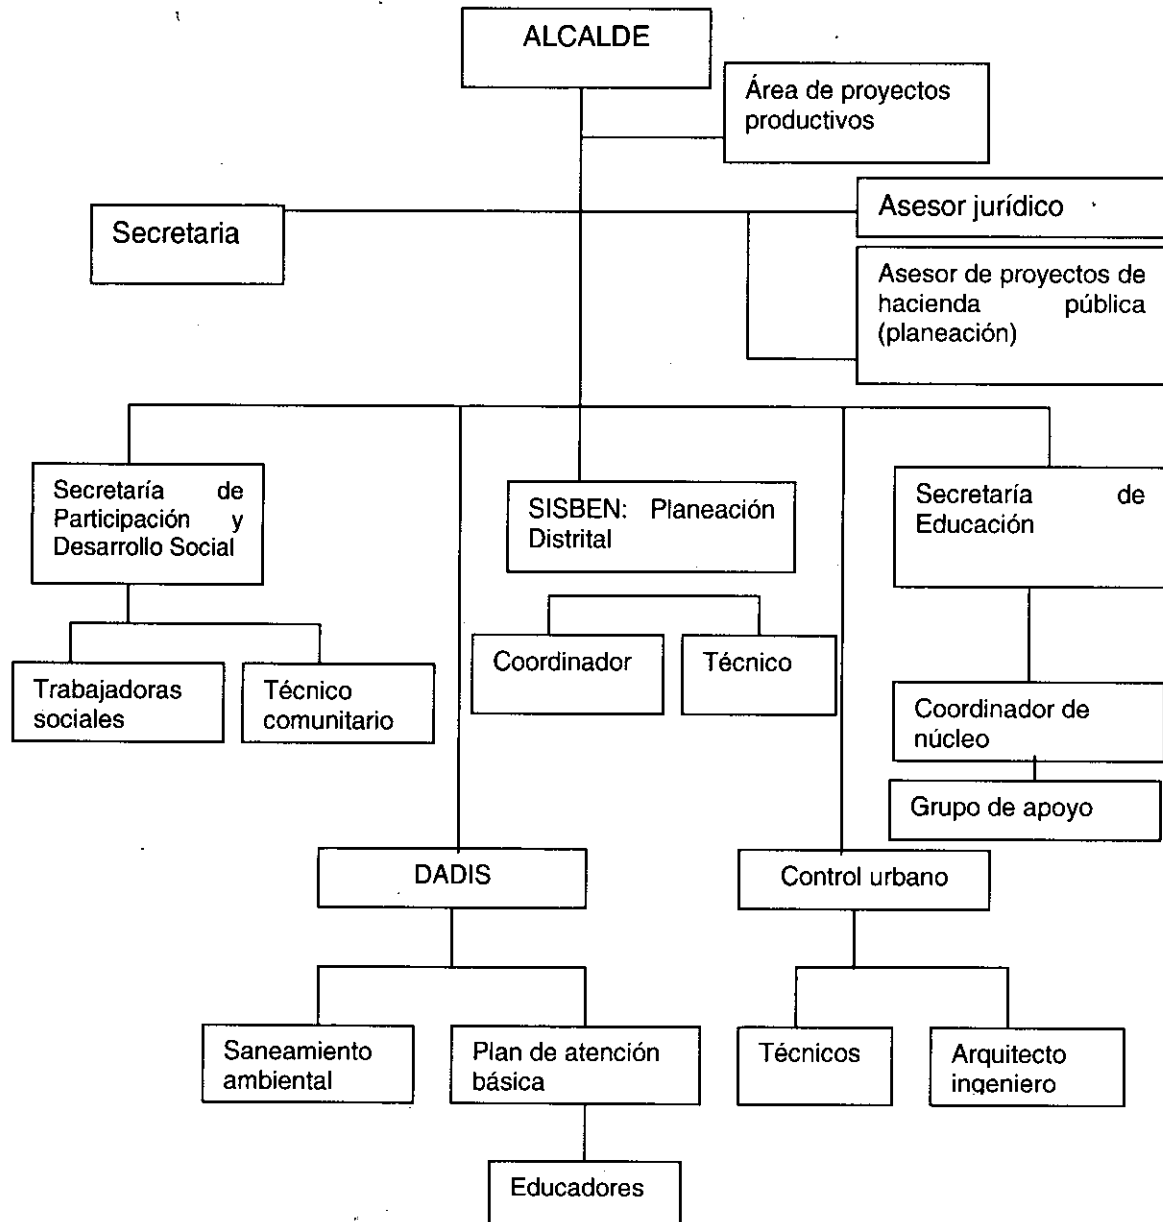 ALCALDE
Área de proyectos
productivos
Secretaria
Asesor jurídico
Asesor de proyectos de
hacienda pública
(planeación)
Secretaría de
Participación y
Desarrollo Social
SISBEN: Planeación
Distrital
Secretaría de
Educación
Coordinador
Técnico
Trabajadoras
sociales
Técnico
comunitario
Coordinador de
núcleo
Grupo de apoyo
DADIS
Control urbano
Saneamiento
ambiental
Plan de atención
básica
Técnicos
Arquitecto
ingeniero
Educadores